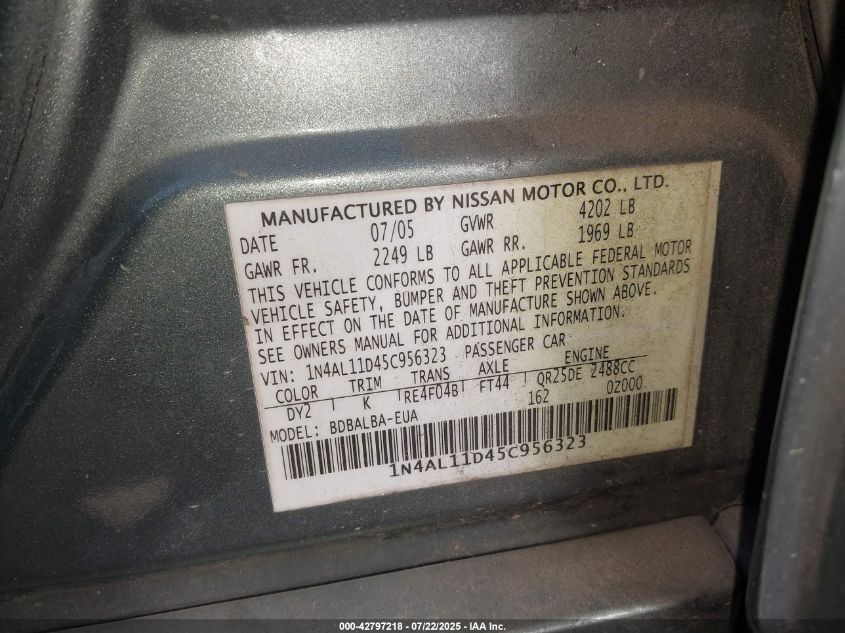 MANUFACTURED BY NISSAN MOTOR CO., LTD.
DATE 07/05 GVWR 4202 LB
GAWR FR. 2249 LB GAWR RR. 1969 LB
THIS VEHICLE CONFORMS TO ALL APPLICABLE FEDERAL MOTOR
VEHICLE SAFETY, BUMPER AND THEFT PREVENTION STANDARDS
IN EFFECT ON THE DATE OF MANUFACTURE SHOWN ABOVE.
SEE OWNERS MANUAL FOR ADDITIONAL INFORMATION.
VIN: 1N4AL11D45C956323 PASSENGER CAR
COLOR TRIM TRANS AXLE ENGINE
DY2 K RE4F04B FT44 QR25DE 2488CC
MODEL: BDBALBA-EUA 162 0Z000
1N4AL11D45C956323
000-42797218 - 07/22/2025 - IAA Inc.